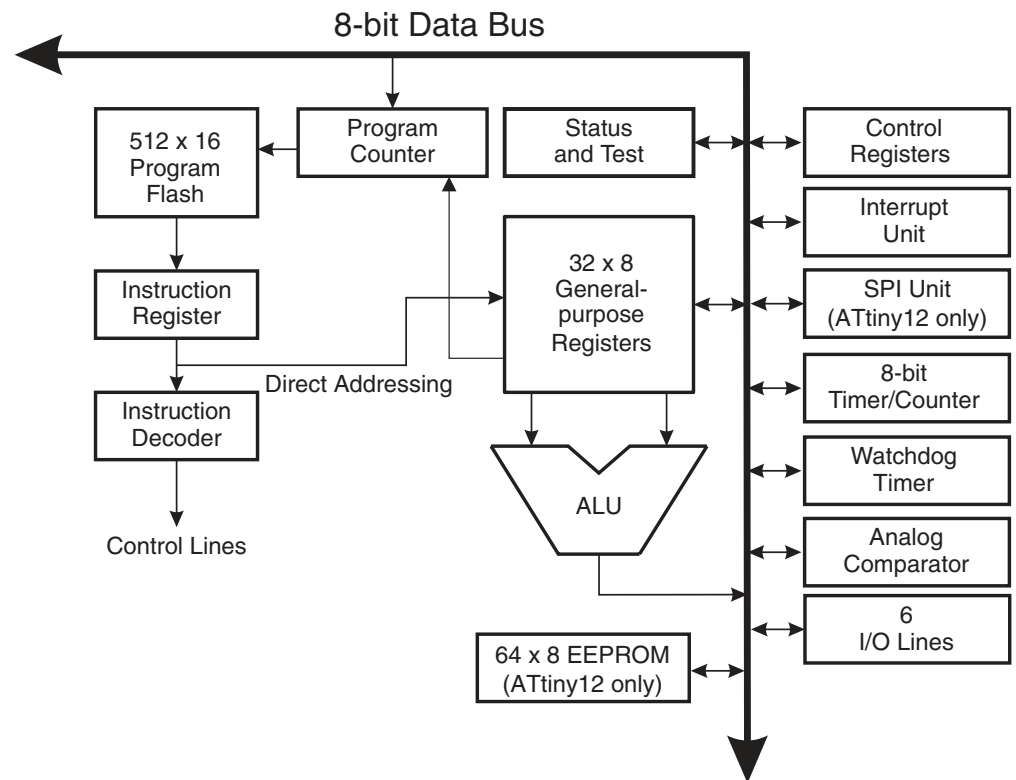 8-bit Data Bus
512 x 16
Program
Flash
Program
Counter
Status
and Test
Control
Registers
Interrupt
Unit
32 x 8
General-
purpose
Registers
Instruction
Register
SPI Unit
(ATtiny12 only)
Direct Addressing
8-bit
Timer/Counter
Instruction
Decoder
Watchdog
Timer
ALU
Control Lines
Analog
Comparator
6
I/O Lines
64 x 8 EEPROM
(ATtiny12 only)